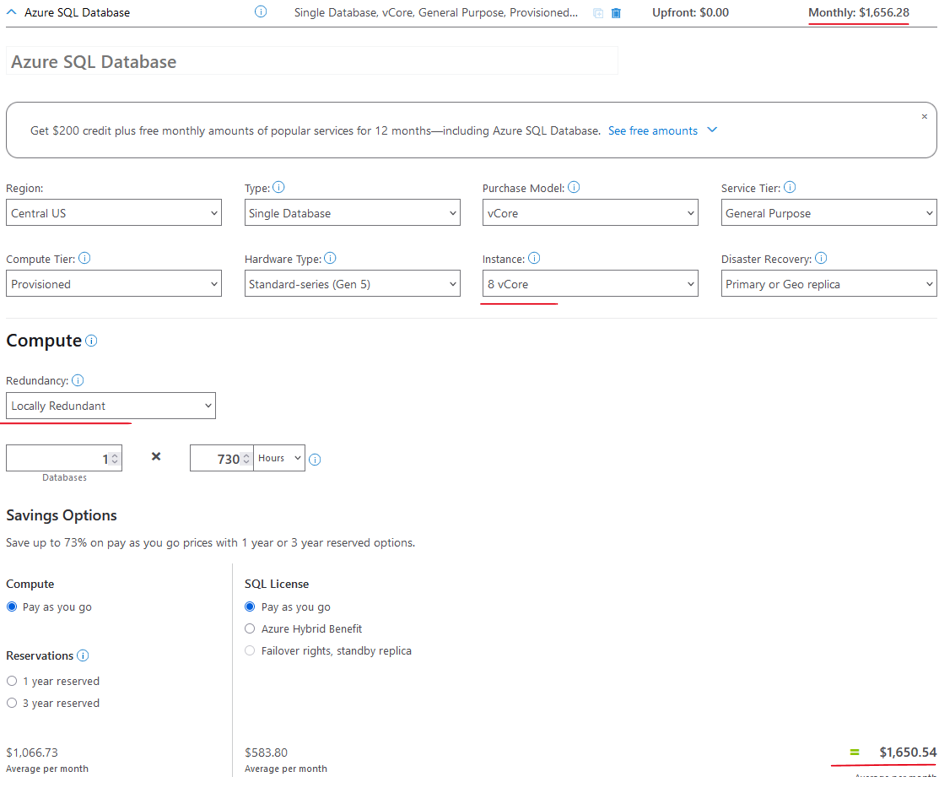 Azure SQL Database Single Database, vCore, General Purpose, Provisioned... Upfront: $0.00 Monthly: $1,656.28
Azure SQL Database
Get $200 credit plus free monthly amounts of popular services for 12 months—including Azure SQL Database. See free amounts
Region: Type: Purchase Model: Service Tier:
Central US Single Database vCore General Purpose
Compute Tier: Hardware Type: Instance: Disaster Recovery:
Provisioned Standard-series (Gen 5) 8 vCore Primary or Geo replica
Compute
Redundancy:
Locally Redundant
1 × 730 Hours
Databases
Savings Options
Save up to 73% on pay as you go prices with 1 year or 3 year reserved options.
Compute SQL License
Pay as you go Pay as you go
Azure Hybrid Benefit
Failover rights, standby replica
Reservations
1 year reserved
3 year reserved
$1,066.73 $583.80 = $1,650.54
Average per month Average per month Average per month